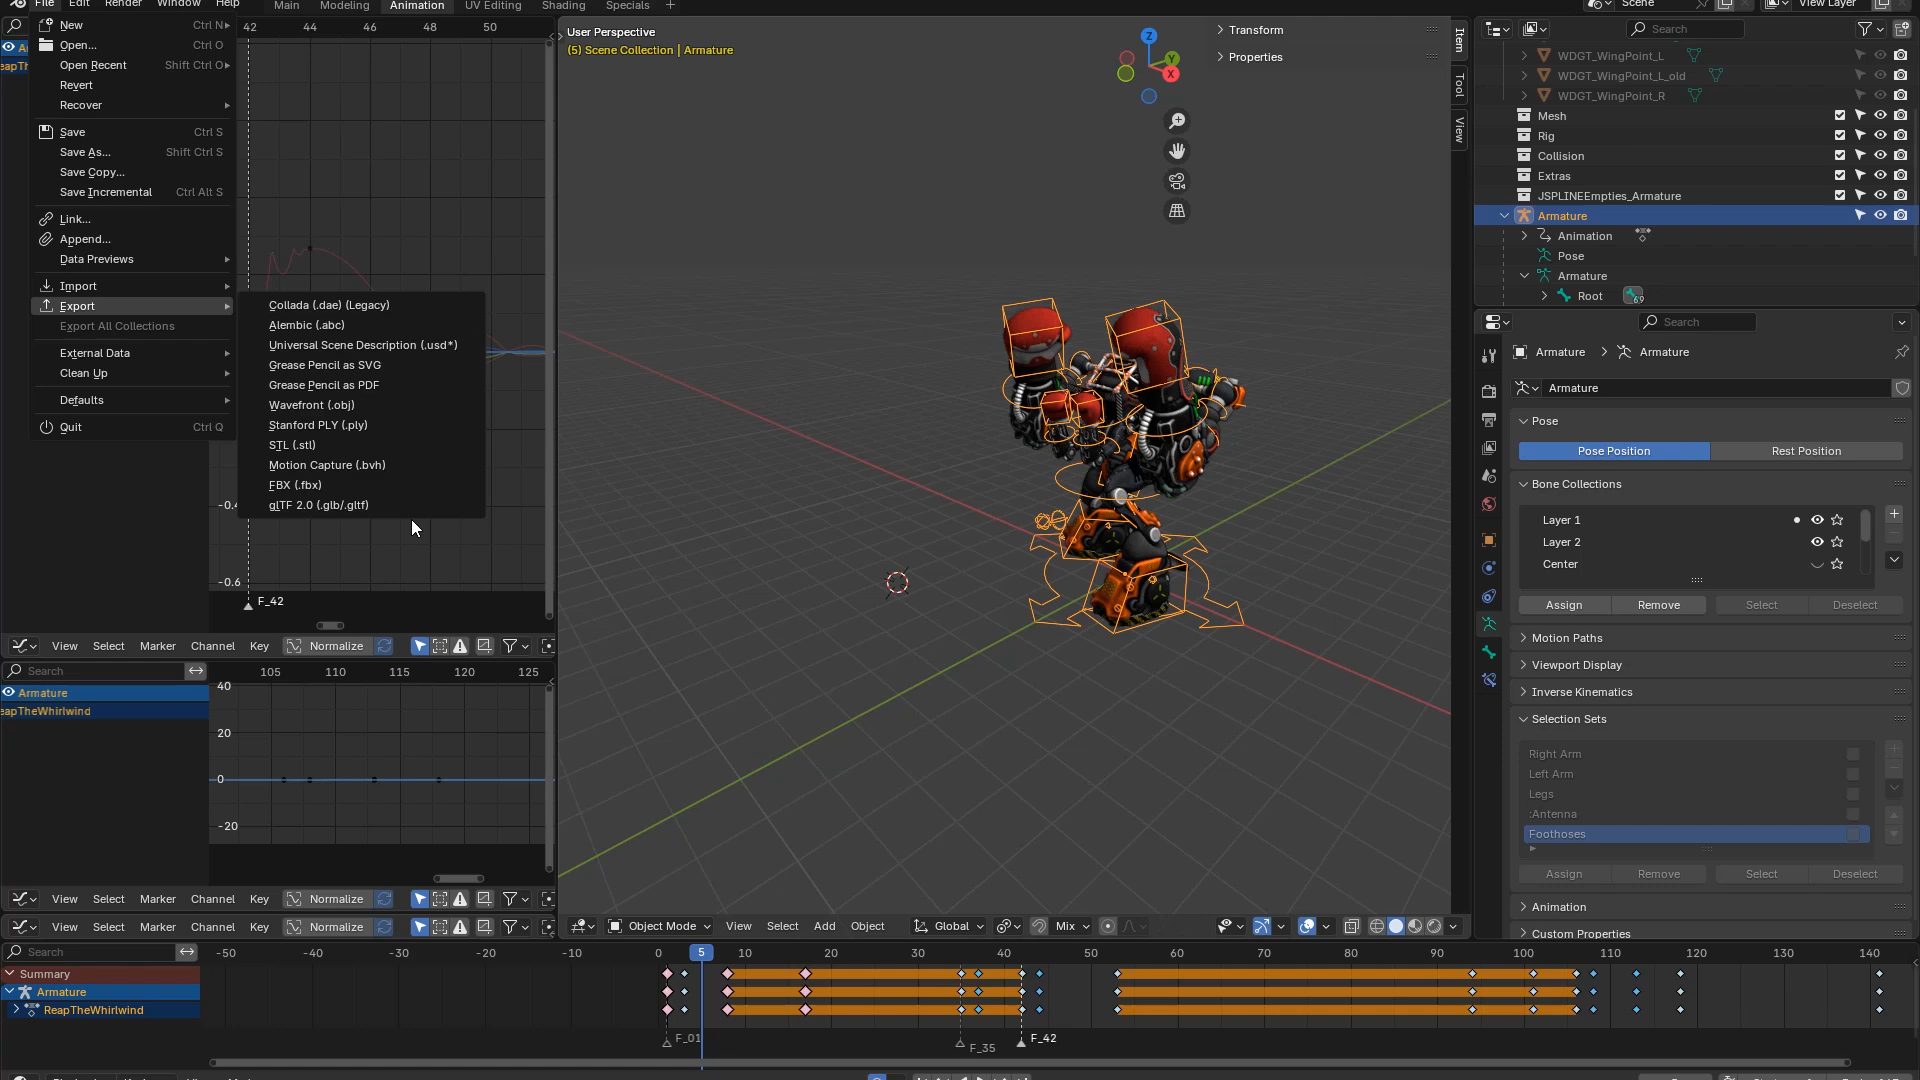 File Edit Render Window Help Main Modeling Animation UV Editing Shading Specials + Scene View Layer
New Ctrl N
Open... Ctrl O
Open Recent Shift Ctrl O
Revert
Recover
Save Ctrl S
Save As... Shift Ctrl S
Save Copy...
Save Incremental Ctrl Alt S
Link...
Append...
Data Previews
Import
Export
Export All Collections
External Data
Clean Up
Defaults
Quit Ctrl Q
Collada (.dae) (Legacy)
Alembic (.abc)
Universal Scene Description (.usd*)
Grease Pencil as SVG
Grease Pencil as PDF
Wavefront (.obj)
Stanford PLY (.ply)
STL (.stl)
Motion Capture (.bvh)
FBX (.fbx)
glTF 2.0 (.glb/.gltf)
42 44 46 48 50
-0.6
F_42
View Select Marker Channel Key Normalize
Search 105 110 115 120 125
Armature
eapTheWhirlwind
40
20
0
-20
View Select Marker Channel Key Normalize
View Select Marker Channel Key Normalize
User Perspective
(5) Scene Collection | Armature
Transform
Properties
Z
Y
X
Item
Tool
View
Object Mode View Select Add Object Global Mix
Search
WDGT_WingPoint_L
WDGT_WingPoint_L_old
WDGT_WingPoint_R
Mesh
Rig
Collision
Extras
JSPLINEEmpties_Armature
Armature
Animation
Pose
Armature
Root 69
Search
Armature > Armature
Armature
Pose
Pose Position Rest Position
Bone Collections
Layer 1
Layer 2
Center
Assign Remove Select Deselect
Motion Paths
Viewport Display
Inverse Kinematics
Selection Sets
Right Arm
Left Arm
Legs
:Antenna
Foothoses
Assign Remove Select Deselect
Animation
Custom Properties
Search -50 -40 -30 -20 -10 0 5 10 20 30 40 50 60 70 80 90 100 110 120 130 140
Summary
Armature
ReapTheWhirlwind
F_01 F_35 F_42